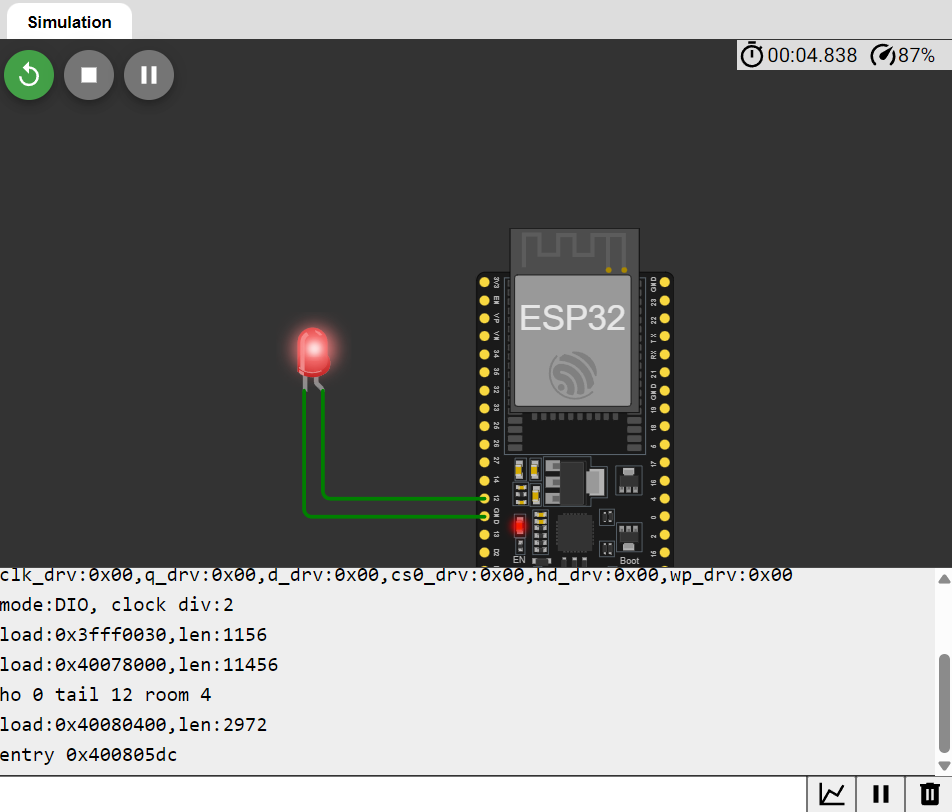 Simulation
00:04.838 87%
ESP32
3V3
EN
VP
VN
34
35
32
33
25
26
27
14
12
GND
13
D2
GND
23
22
TX
RX
21
GND
19
18
5
17
16
4
0
2
15
EN
Boot
clk_drv:0x00,q_drv:0x00,d_drv:0x00,cs0_drv:0x00,hd_drv:0x00,wp_drv:0x00
mode:DIO, clock div:2
load:0x3fff0030,len:1156
load:0x40078000,len:11456
ho 0 tail 12 room 4
load:0x40080400,len:2972
entry 0x400805dc